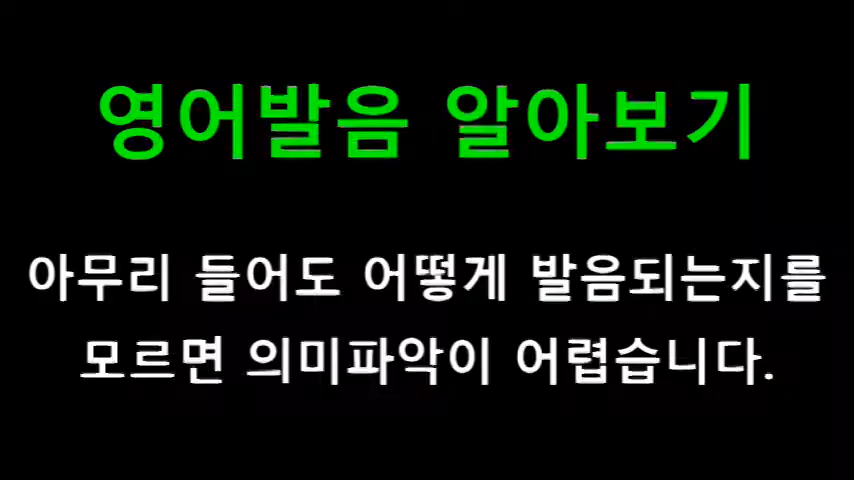 영어발음 알아보기
아무리 들어도 어떻게 발음되는지를
모르면 의미파악이 어렵습니다.